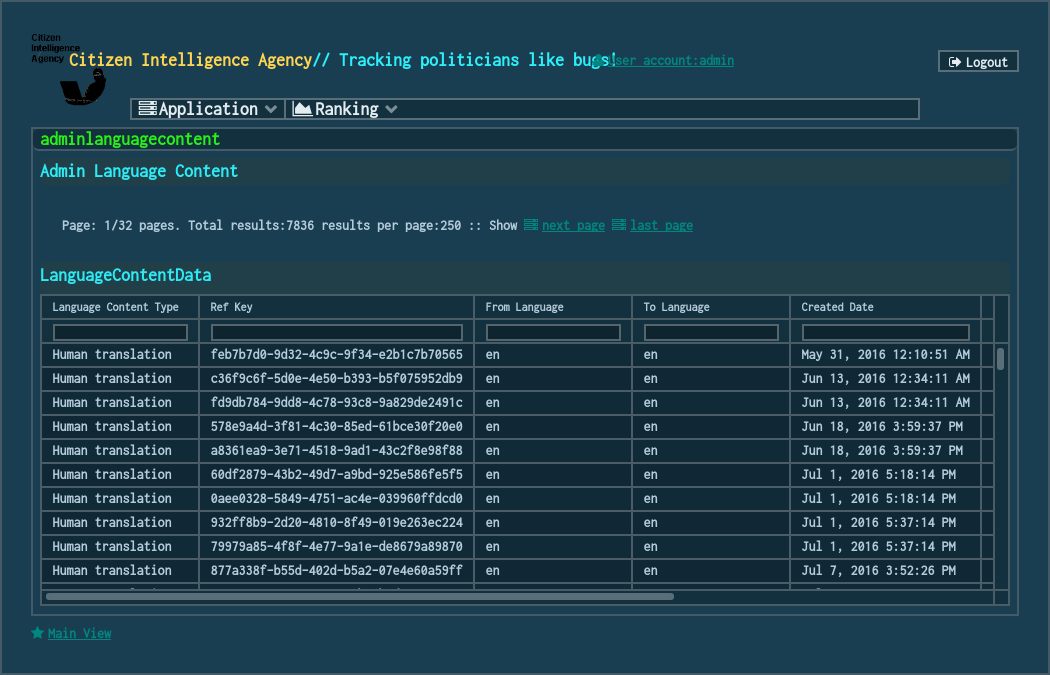 Citizen
Intelligence
Agency
Citizen Intelligence Agency// Tracking politicians like bugs!
User account:admin
Logout
Application Ranking
adminlanguagecontent
Admin Language Content
Page: 1/32 pages. Total results:7836 results per page:250 :: Show next page last page
LanguageContentData
Language Content Type Ref Key From Language To Language Created Date
Human translation feb7b7d0-9d32-4c9c-9f34-e2b1c7b70565 en en May 31, 2016 12:10:51 AM
Human translation c36f9c6f-5d0e-4e50-b393-b5f075952db9 en en Jun 13, 2016 12:34:11 AM
Human translation fd9db784-9dd8-4c78-93c8-9a829de2491c en en Jun 13, 2016 12:34:11 AM
Human translation 578e9a4d-3f81-4c30-85ed-61bce30f20e0 en en Jun 18, 2016 3:59:37 PM
Human translation a8361ea9-3e71-4518-9ad1-43c2f8e98f88 en en Jun 18, 2016 3:59:37 PM
Human translation 60df2879-43b2-49d7-a9bd-925e586fe5f5 en en Jul 1, 2016 5:18:14 PM
Human translation 0aee0328-5849-4751-ac4e-039960ffdcd0 en en Jul 1, 2016 5:18:14 PM
Human translation 932ff8b9-2d20-4810-8f49-019e263ec224 en en Jul 1, 2016 5:37:14 PM
Human translation 79979a85-4f8f-4e77-9a1e-de8679a89870 en en Jul 1, 2016 5:37:14 PM
Human translation 877a338f-b55d-402d-b5a2-07e4e60a59ff en en Jul 7, 2016 3:52:26 PM
Main View